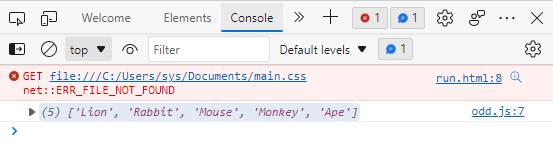 Welcome Elements Console 1 1
top Filter Default levels 1
GET file:///C:/Users/sys/Documents/main.css run.html:8
net::ERR_FILE_NOT_FOUND
(5) ['Lion', 'Rabbit', 'Mouse', 'Monkey', 'Ape'] odd.js:7